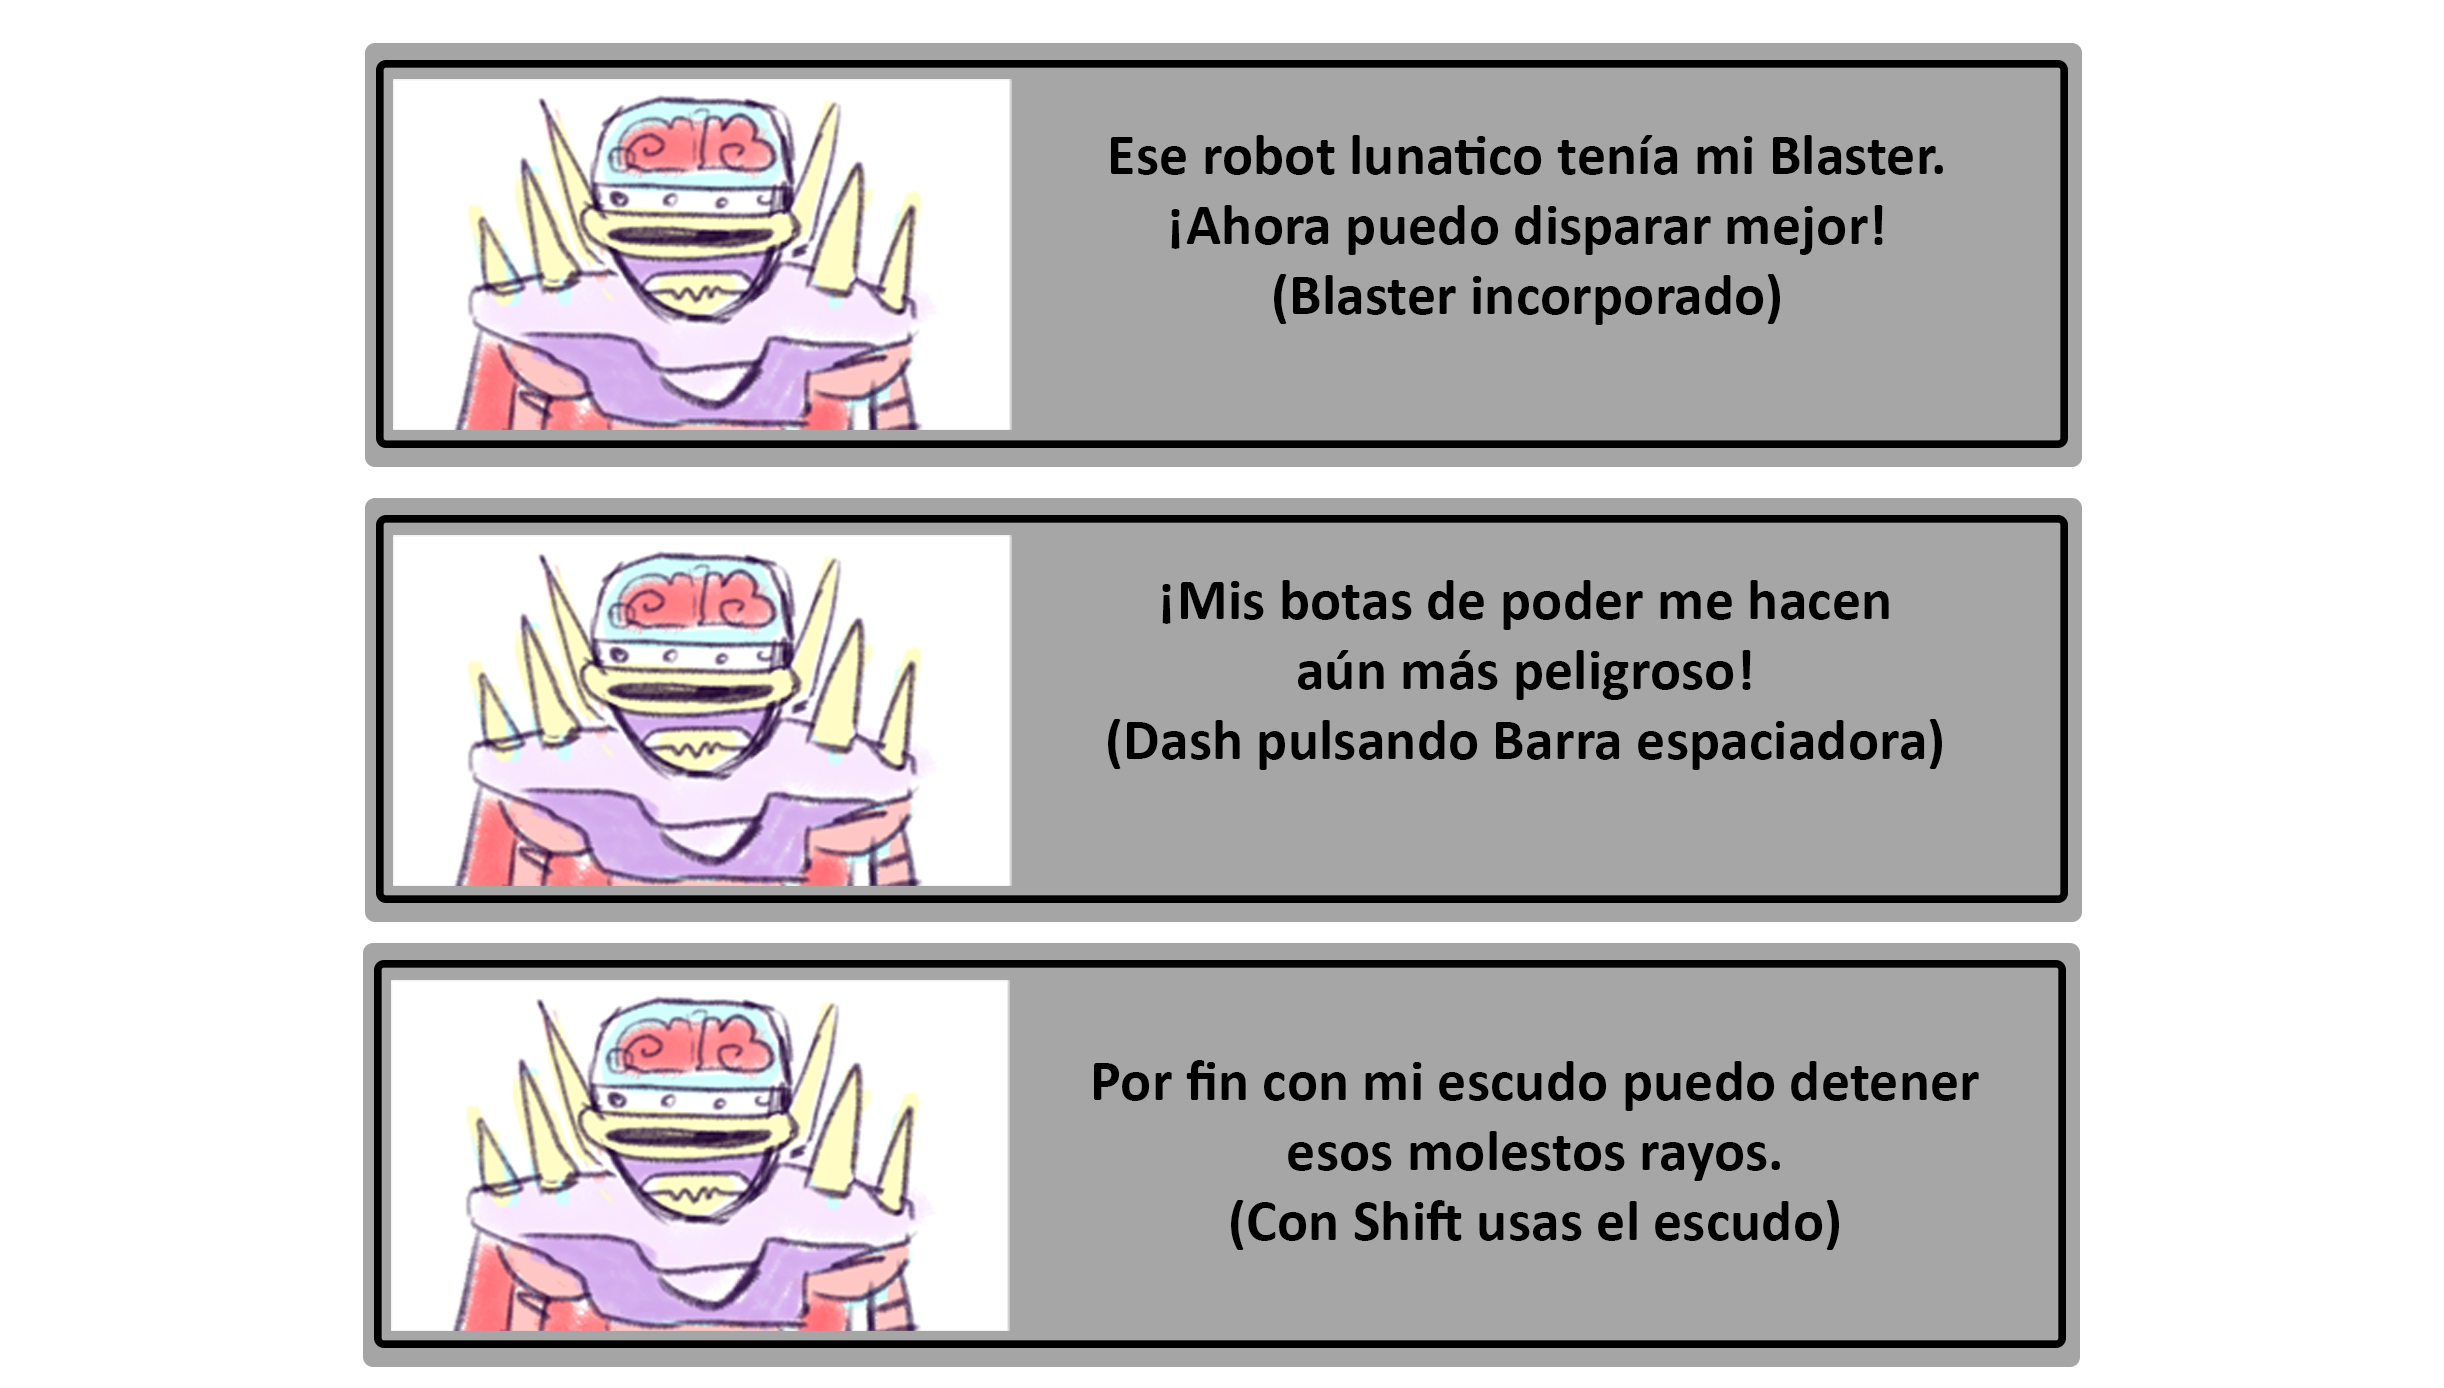 Ese robot lunatico tenía mi Blaster.
¡Ahora puedo disparar mejor!
(Blaster incorporado)
¡Mis botas de poder me hacen
aún más peligroso!
(Dash pulsando Barra espaciadora)
Por fin con mi escudo puedo detener
esos molestos rayos.
(Con Shift usas el escudo)